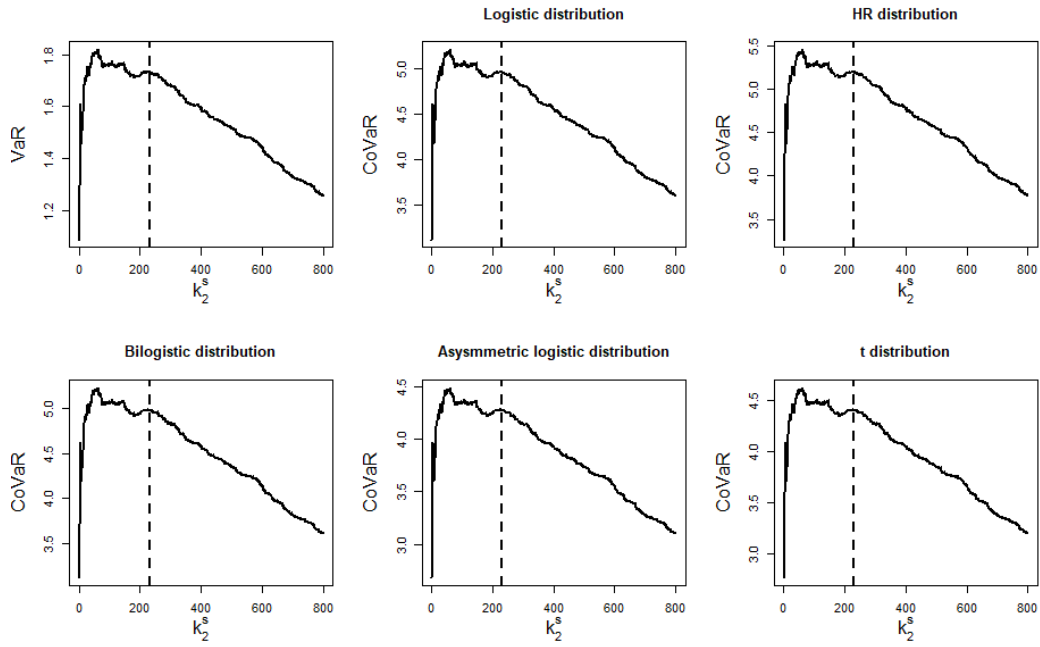 Logistic distribution
HR distribution
VaR
1.2 1.4 1.6 1.8
0 200 400 600 800
k₂ˢ
CoVaR
3.5 4.0 4.5 5.0
0 200 400 600 800
k₂ˢ
CoVaR
3.5 4.0 4.5 5.0 5.5
0 200 400 600 800
k₂ˢ
Bilogistic distribution
Asysmmetric logistic distribution
t distribution
CoVaR
3.5 4.0 4.5 5.0
0 200 400 600 800
k₂ˢ
CoVaR
3.0 3.5 4.0 4.5
0 200 400 600 800
k₂ˢ
CoVaR
3.0 3.5 4.0 4.5
0 200 400 600 800
k₂ˢ